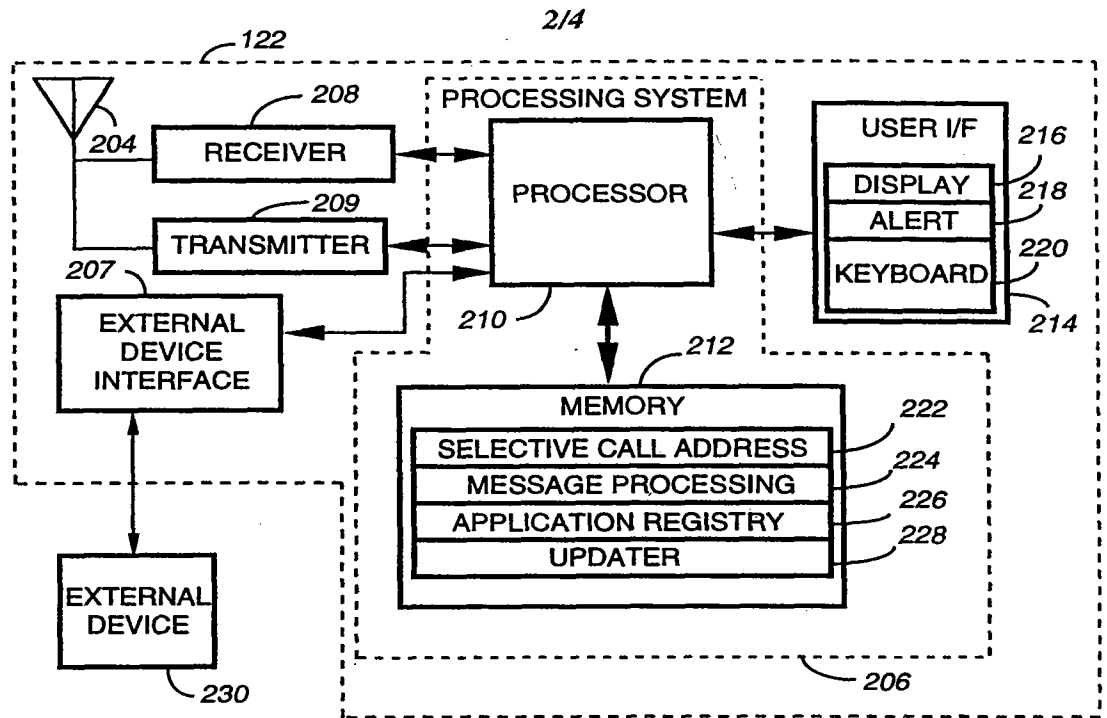 2/4
122
204
208
RECEIVER
209
TRANSMITTER
207
EXTERNAL
DEVICE
INTERFACE
EXTERNAL
DEVICE
230
PROCESSING SYSTEM
PROCESSOR
210
212
MEMORY
SELECTIVE CALL ADDRESS
222
MESSAGE PROCESSING
224
APPLICATION REGISTRY
226
UPDATER
228
206
USER I/F
216
DISPLAY
218
ALERT
220
KEYBOARD
214